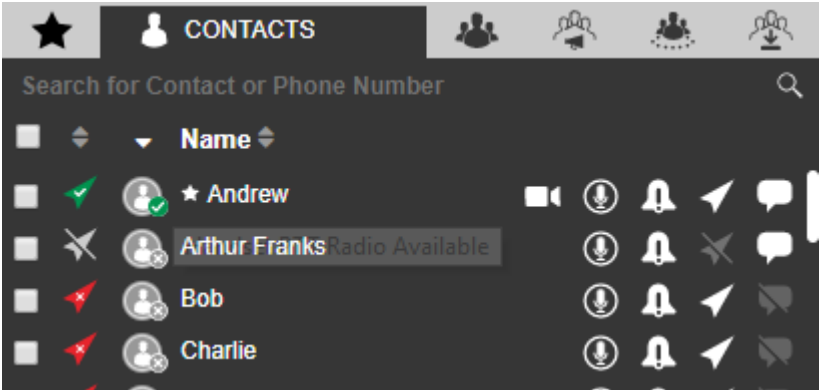 CONTACTS
Search for Contact or Phone Number
Name
Andrew
Arthur Franks Radio Available
Bob
Charlie